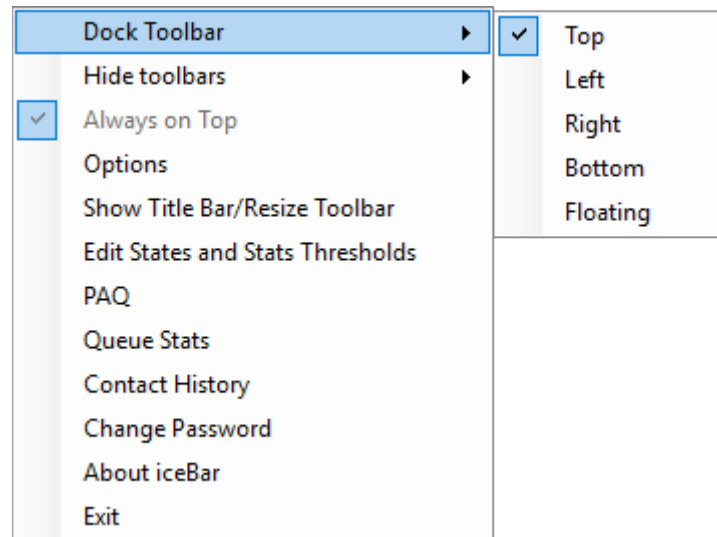 Dock Toolbar
Hide toolbars
Always on Top
Options
Show Title Bar/Resize Toolbar
Edit States and Stats Thresholds
PAQ
Queue Stats
Contact History
Change Password
About iceBar
Exit
Top
Left
Right
Bottom
Floating